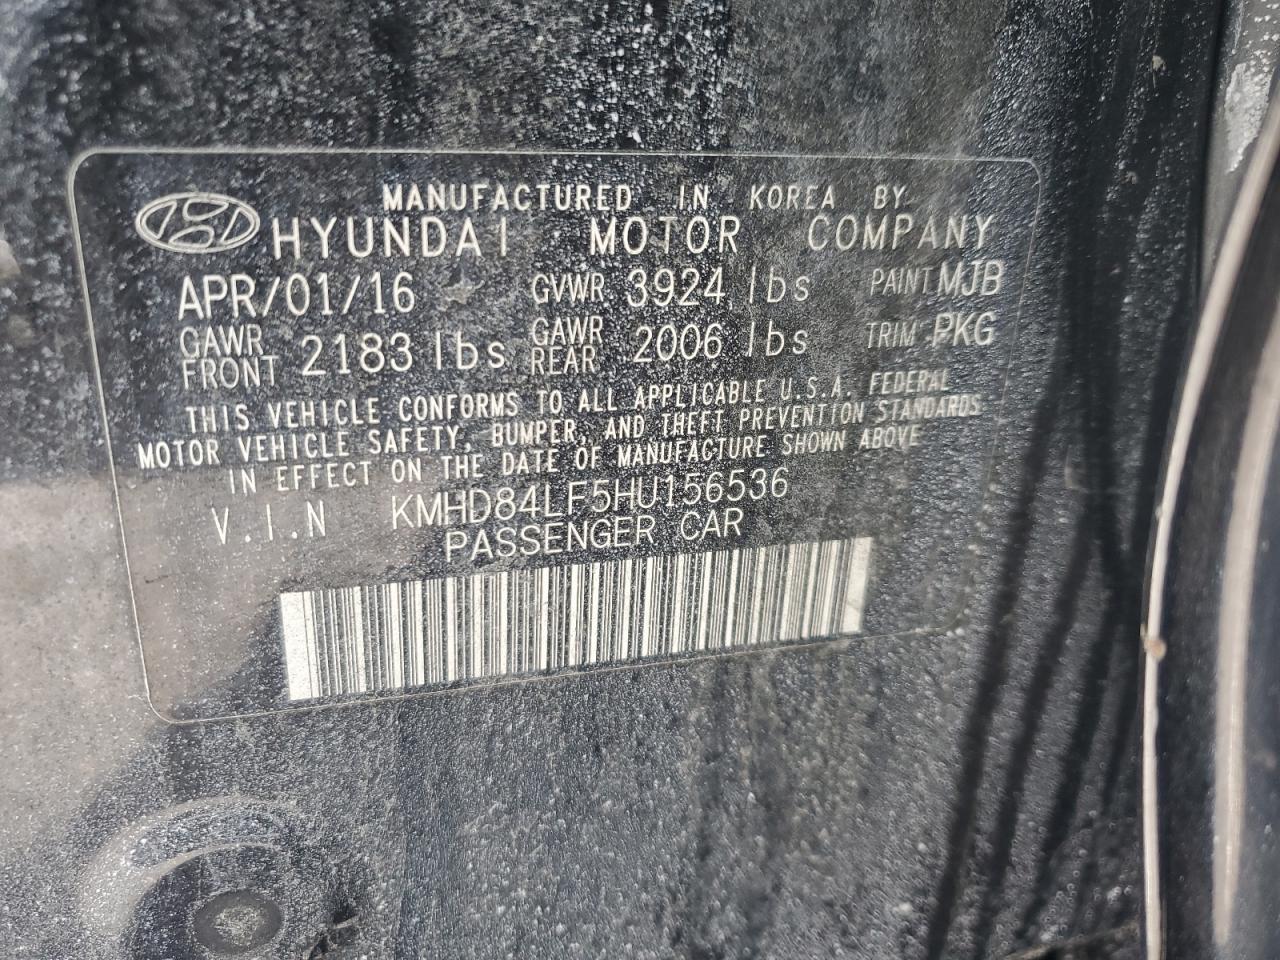 MANUFACTURED IN KOREA BY
HYUNDAI MOTOR COMPANY
APR/01/16 GVWR 3924 lbs PAINT MJB
GAWR FRONT 2183 lbs GAWR REAR 2006 lbs TRIM PKG
THIS VEHICLE CONFORMS TO ALL APPLICABLE U.S.A. FEDERAL
MOTOR VEHICLE SAFETY, BUMPER, AND THEFT PREVENTION STANDARDS
IN EFFECT ON THE DATE OF MANUFACTURE SHOWN ABOVE
V.I.N KMHD84LF5HU156536
PASSENGER CAR